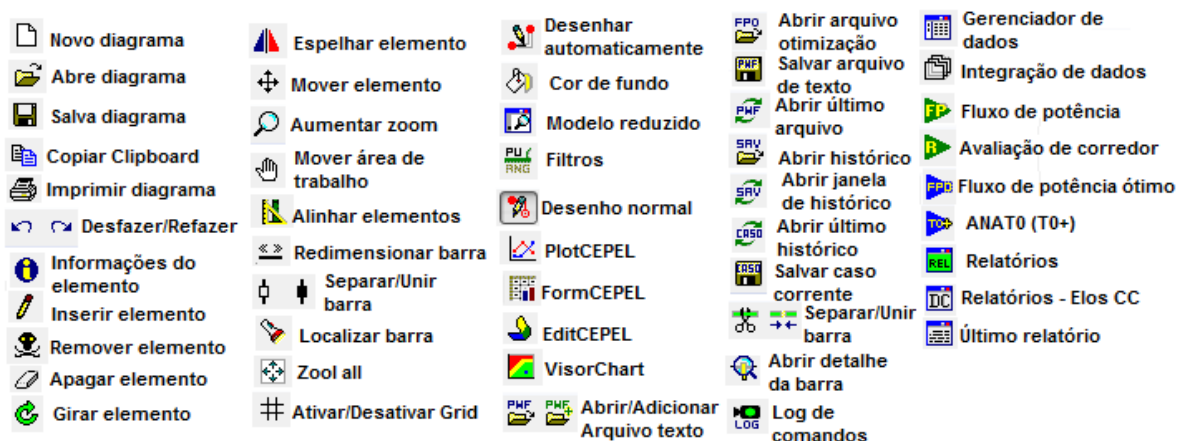 Novo diagrama
Abre diagrama
Salva diagrama
Copiar Clipboard
Imprimir diagrama
Desfazer/Refazer
Informações do
elemento
Inserir elemento
Remover elemento
Apagar elemento
Girar elemento
Espelhar elemento
Mover elemento
Aumentar zoom
Mover área de
trabalho
Alinhar elementos
Redimensionar barra
Separar/Unir
barra
Localizar barra
Zool all
Ativar/Desativar Grid
Desenhar
automaticamente
Cor de fundo
Modelo reduzido
PU
RNG
Filtros
Desenho normal
PlotCEPEL
FormCEPEL
EditCEPEL
VisorChart
PWF PWF
Abrir/Adicionar
Arquivo texto
FPO
Abrir arquivo
otimização
PWF
Salvar arquivo
de texto
PWF
Abrir último
arquivo
SAV
Abrir histórico
SAV
Abrir janela
de histórico
CASO
Abrir último
histórico
CASO
Salvar caso
corrente
Separar/Unir
barra
Abrir detalhe
da barra
LOG
Log de
comandos
Gerenciador de
dados
Integração de dados
FP
Fluxo de potência
R
Avaliação de corredor
FPO
Fluxo de potência ótimo
TO+
ANAT0 (T0+)
REL
Relatórios
DC
Relatórios - Elos CC
Último relatório